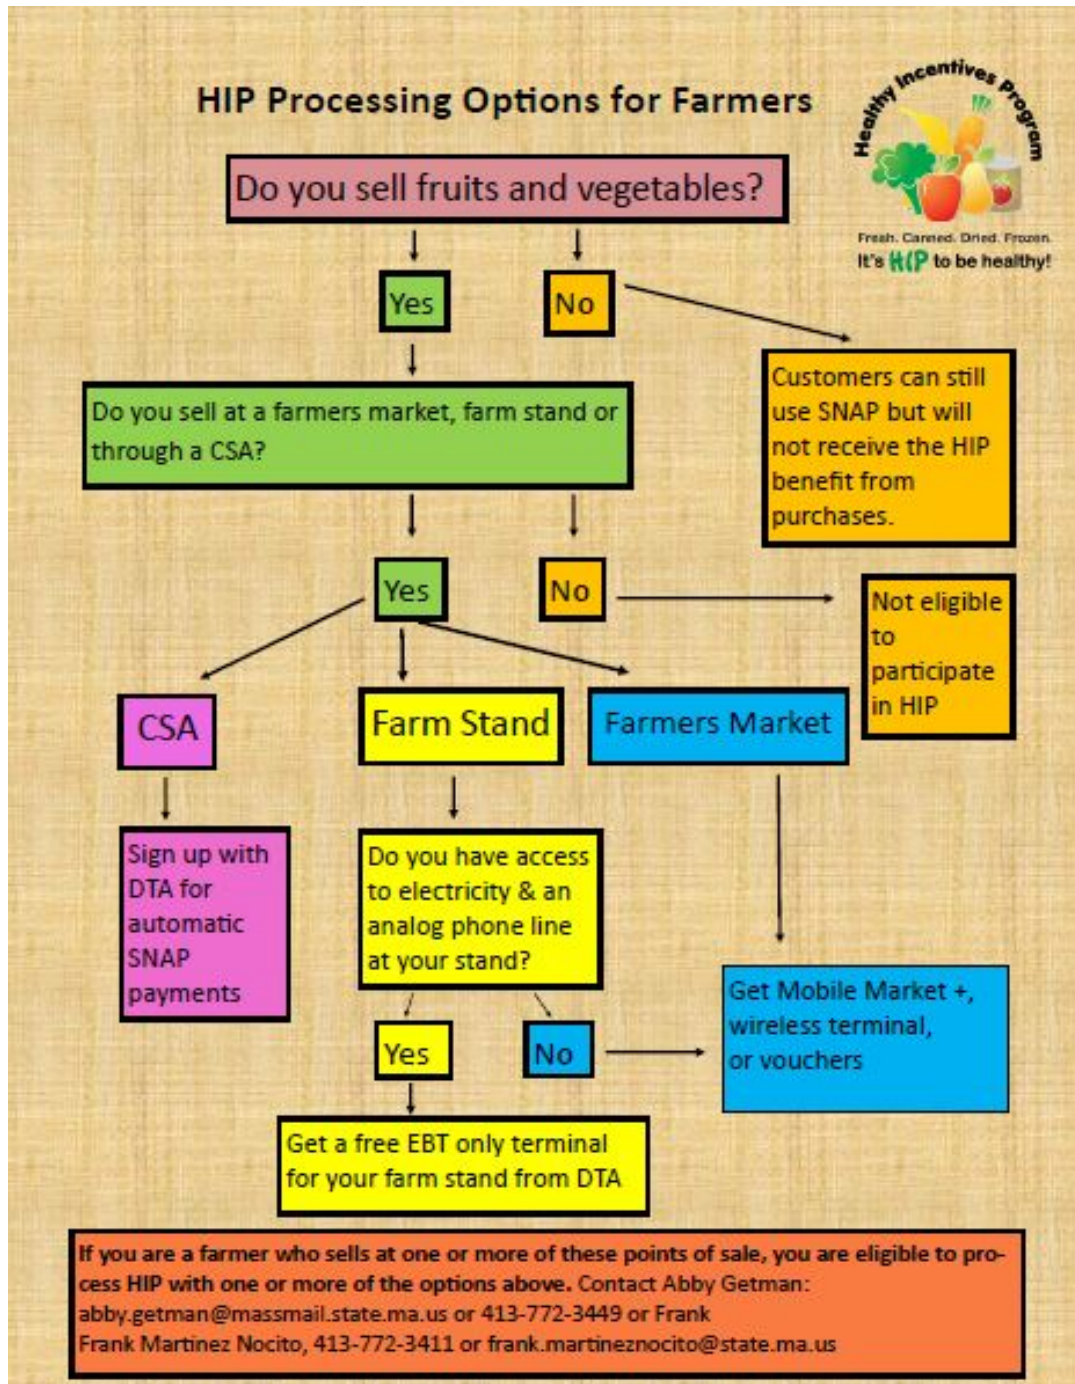 HIP Processing Options for Farmers
Healthy Incentives Program
Fresh. Canned. Dried. Frozen.
It's HIP to be healthy!
Do you sell fruits and vegetables?
Yes
No
Customers can still
use SNAP but will
not receive the HIP
benefit from
purchases.
Do you sell at a farmers market, farm stand or
through a CSA?
Yes
No
Not eligible
to
participate
in HIP
CSA
Farm Stand
Farmers Market
Sign up with
DTA for
automatic
SNAP
payments
Do you have access
to electricity & an
analog phone line
at your stand?
Get Mobile Market +,
wireless terminal,
or vouchers
Yes
No
Get a free EBT only terminal
for your farm stand from DTA
If you are a farmer who sells at one or more of these points of sale, you are eligible to pro-
cess HIP with one or more of the options above. Contact Abby Getman:
abby.getman@massmail.state.ma.us or 413-772-3449 or Frank
Frank Martinez Nocito, 413-772-3411 or frank.martineznocito@state.ma.us